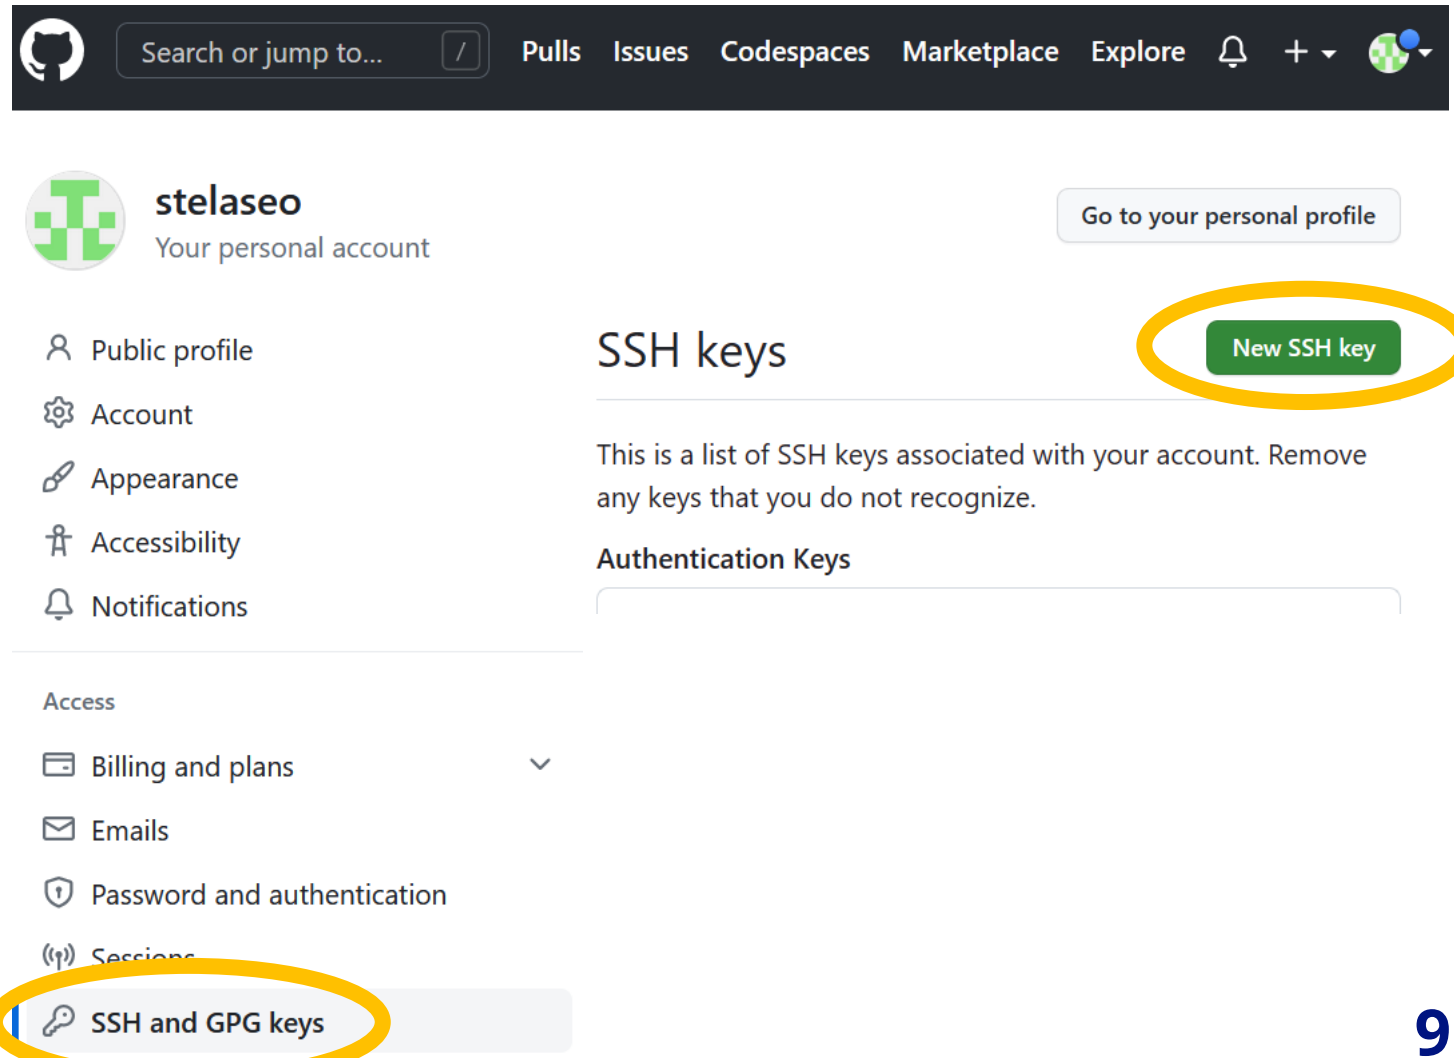 Search or jump to... /
Pulls Issues Codespaces Marketplace Explore
stelaseo
Your personal account
Go to your personal profile
Public profile
Account
Appearance
Accessibility
Notifications
Access
Billing and plans
Emails
Password and authentication
Sessions
SSH and GPG keys
SSH keys
New SSH key
This is a list of SSH keys associated with your account. Remove
any keys that you do not recognize.
Authentication Keys
9